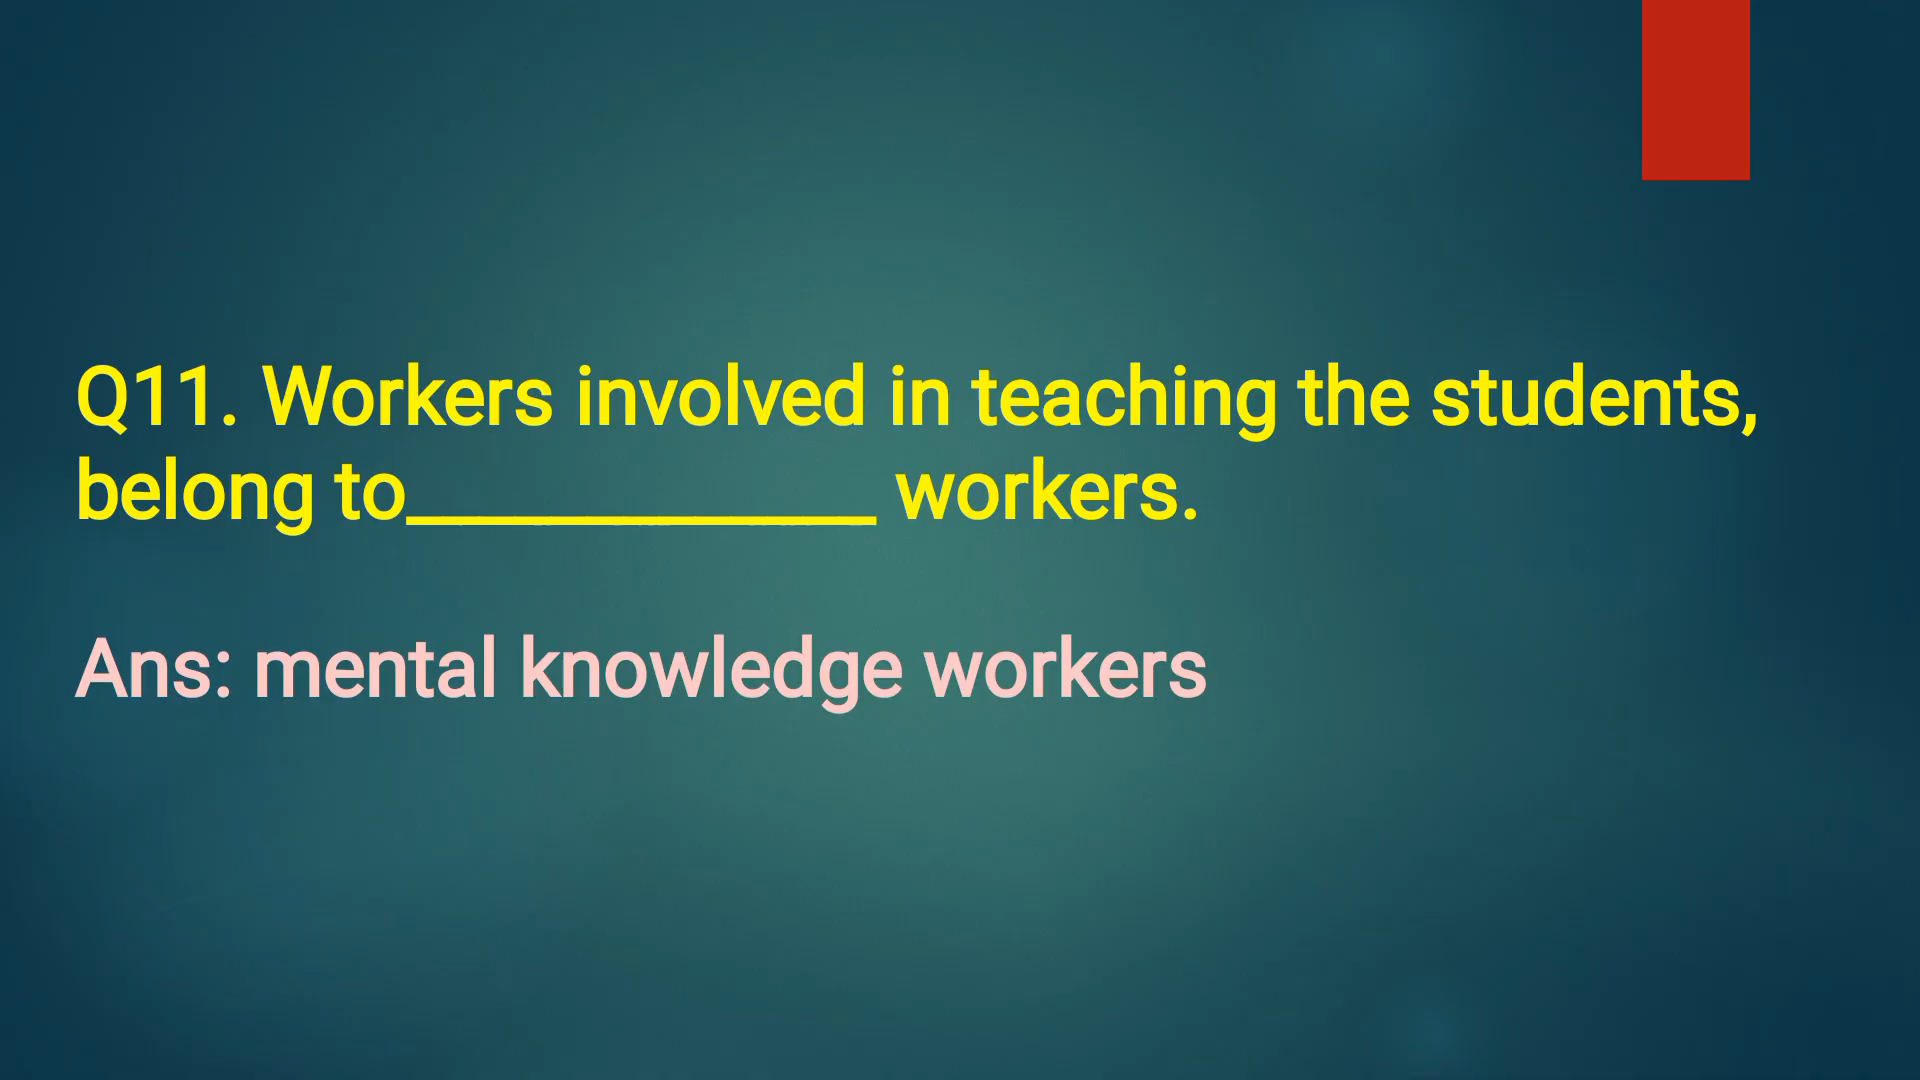 Q11. Workers involved in teaching the students,
belong to_____________ workers.
Ans: mental knowledge workers